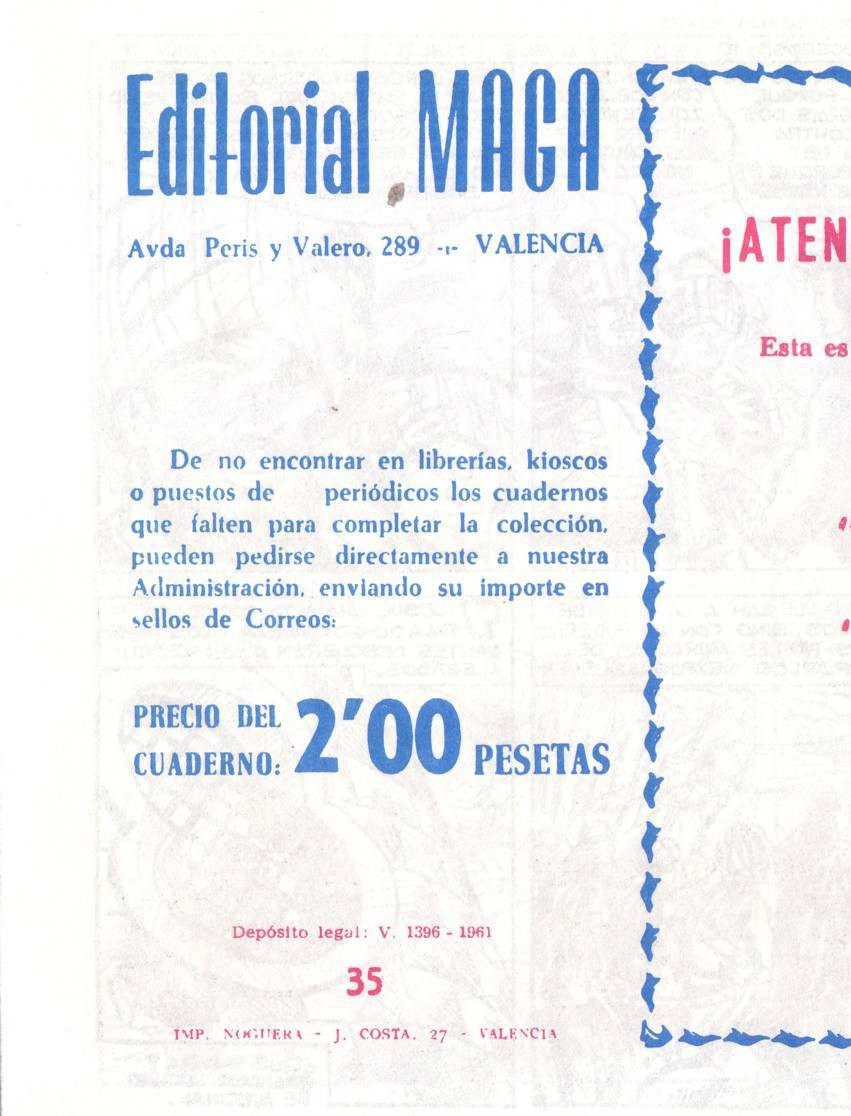 Editorial MAGA
Avda Peris y Valero, 289 -:- VALENCIA
De no encontrar en librerías, kioscos
o puestos de periódicos los cuadernos
que falten para completar la colección,
pueden pedirse directamente a nuestra
Administración, enviando su importe en
sellos de Correos:
PRECIO DEL
CUADERNO: 2'00 PESETAS
Depósito legal: V. 1396 - 1961
35
IMP. NOGUERA - J. COSTA, 27 - VALENCIA
¡ATEN
Esta es